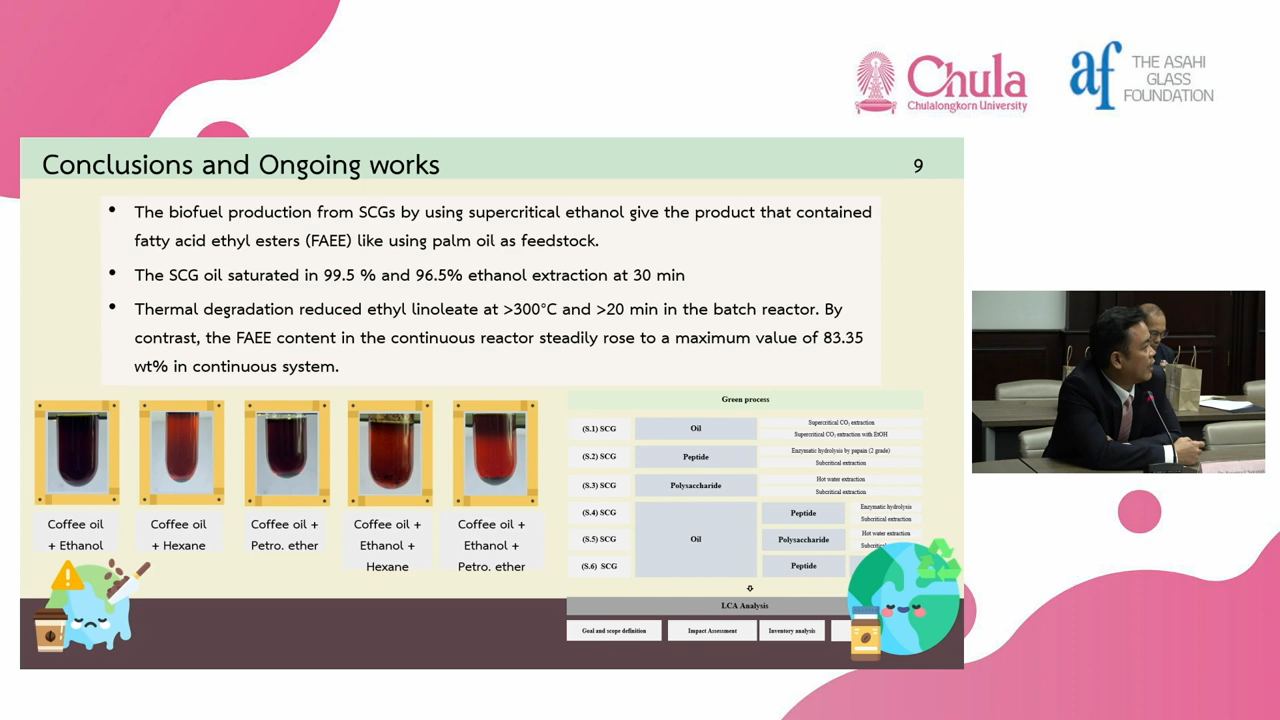 Chula
Chulalongkorn University
af
THE ASAHI
GLASS
FOUNDATION
Conclusions and Ongoing works
9
• The biofuel production from SCGs by using supercritical ethanol give the product that contained
fatty acid ethyl esters (FAEE) like using palm oil as feedstock.
• The SCG oil saturated in 99.5 % and 96.5% ethanol extraction at 30 min
• Thermal degradation reduced ethyl linoleate at >300°C and >20 min in the batch reactor. By
contrast, the FAEE content in the continuous reactor steadily rose to a maximum value of 83.35
wt% in continuous system.
Coffee oil
+ Ethanol
Coffee oil
+ Hexane
Coffee oil +
Petro. ether
Coffee oil +
Ethanol +
Hexane
Coffee oil +
Ethanol +
Petro. ether
Green process
(S.1) SCG
Oil
Supercritical CO₂ extraction
Supercritical CO₂ extraction with EtOH
(S.2) SCG
Peptide
Enzymatic hydrolysis by papain (2 grade)
Subcritical extraction
(S.3) SCG
Polysaccharide
Hot water extraction
Subcritical extraction
(S.4) SCG
Oil
Peptide
Enzymatic hydrolysis
Subcritical extraction
(S.5) SCG
Polysaccharide
Hot water extraction
(S.6) SCG
Peptide
LCA Analysis
Goal and scope definition
Impact Assessment
Inventory analysis